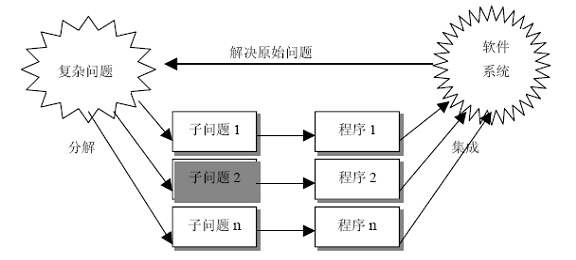 解决原始问题
复杂问题
软件
系统
子问题 1
程序 1
分解
集成
子问题 2
程序 2
子问题 n
程序 n